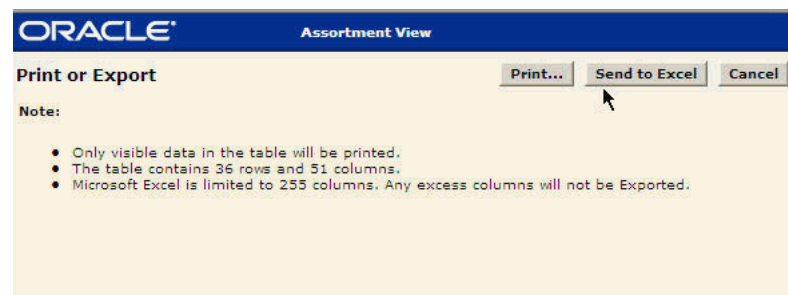 ORACLE Assortment View
Print or Export Print... Send to Excel Cancel
Note:
• Only visible data in the table will be printed.
• The table contains 36 rows and 51 columns.
• Microsoft Excel is limited to 255 columns. Any excess columns will not be Exported.